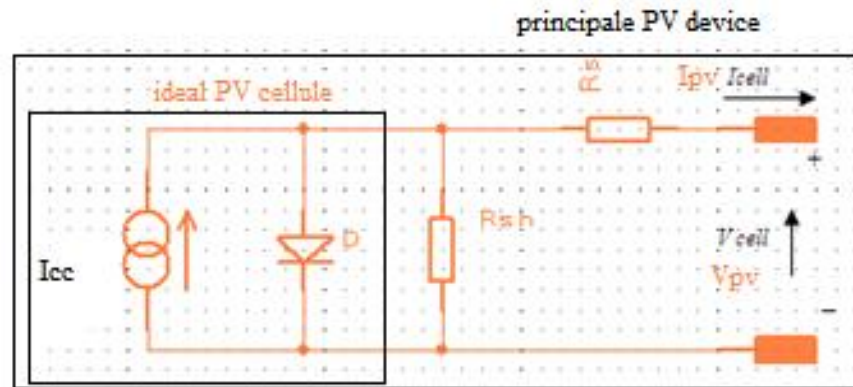 principale PV device
ideal PV cellule
Rs
Ipv Icell
+
D
Rsh
Vcell
Icc
Vpv
−